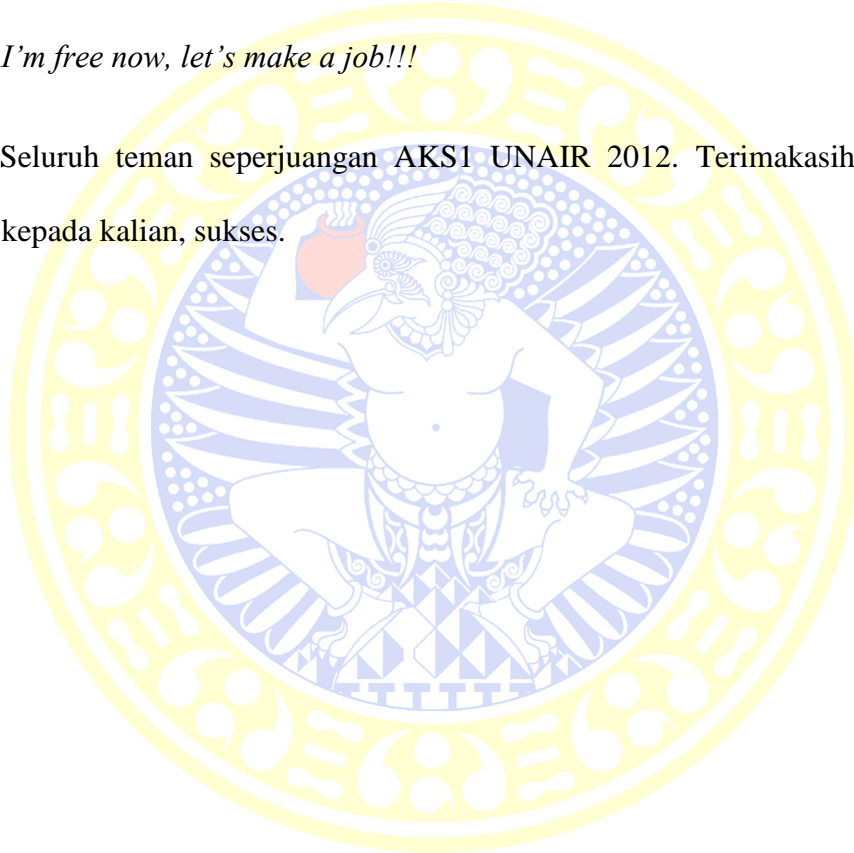 I’m free now, let’s make a job!!!
Seluruh teman seperjuangan AKS1 UNAIR 2012. Terimakasih
kepada kalian, sukses.